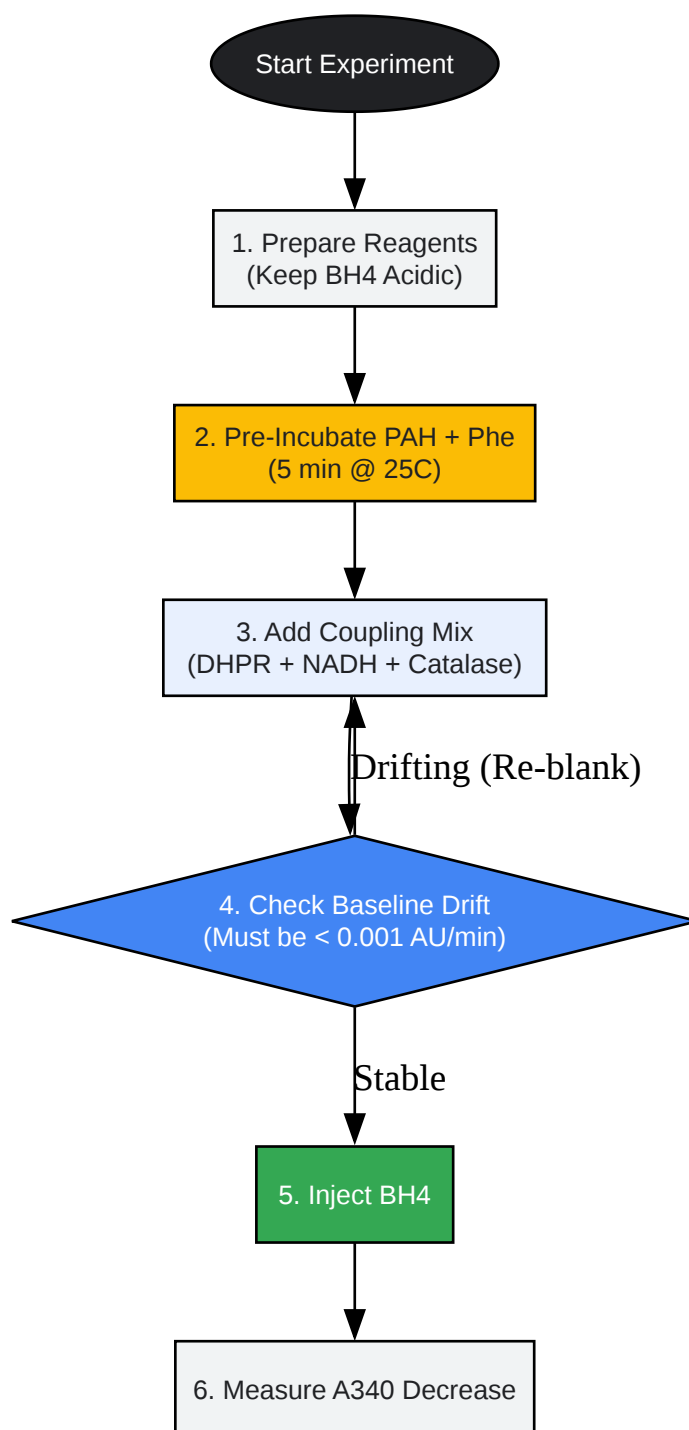 Start Experiment
1. Prepare Reagents
(Keep BH4 Acidic)
2. Pre-Incubate PAH + Phe
(5 min @ 25C)
3. Add Coupling Mix
(DHPR + NADH + Catalase)
Drifting (Re-blank)
4. Check Baseline Drift
(Must be < 0.001 AU/min)
Stable
5. Inject BH4
6. Measure A340 Decrease